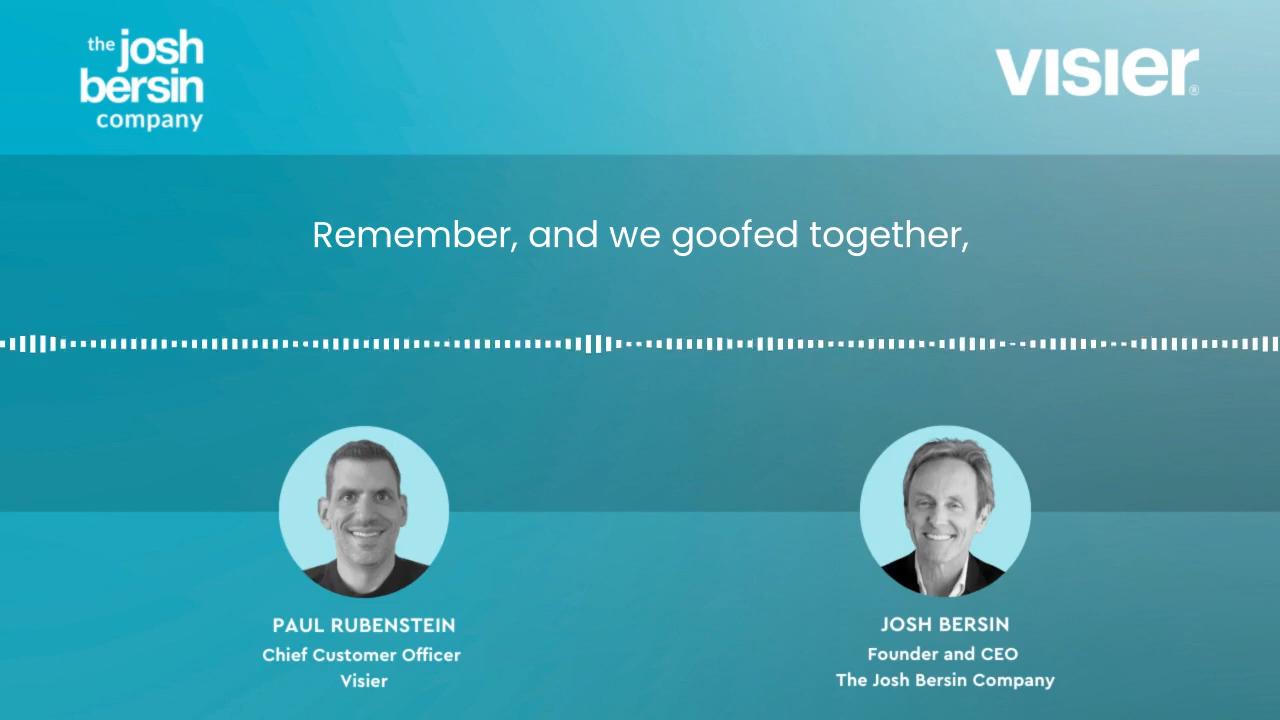 the josh
bersin
company
VISIER®
Remember, and we goofed together,
PAUL RUBENSTEIN
Chief Customer Officer
Visier
JOSH BERSIN
Founder and CEO
The Josh Bersin Company